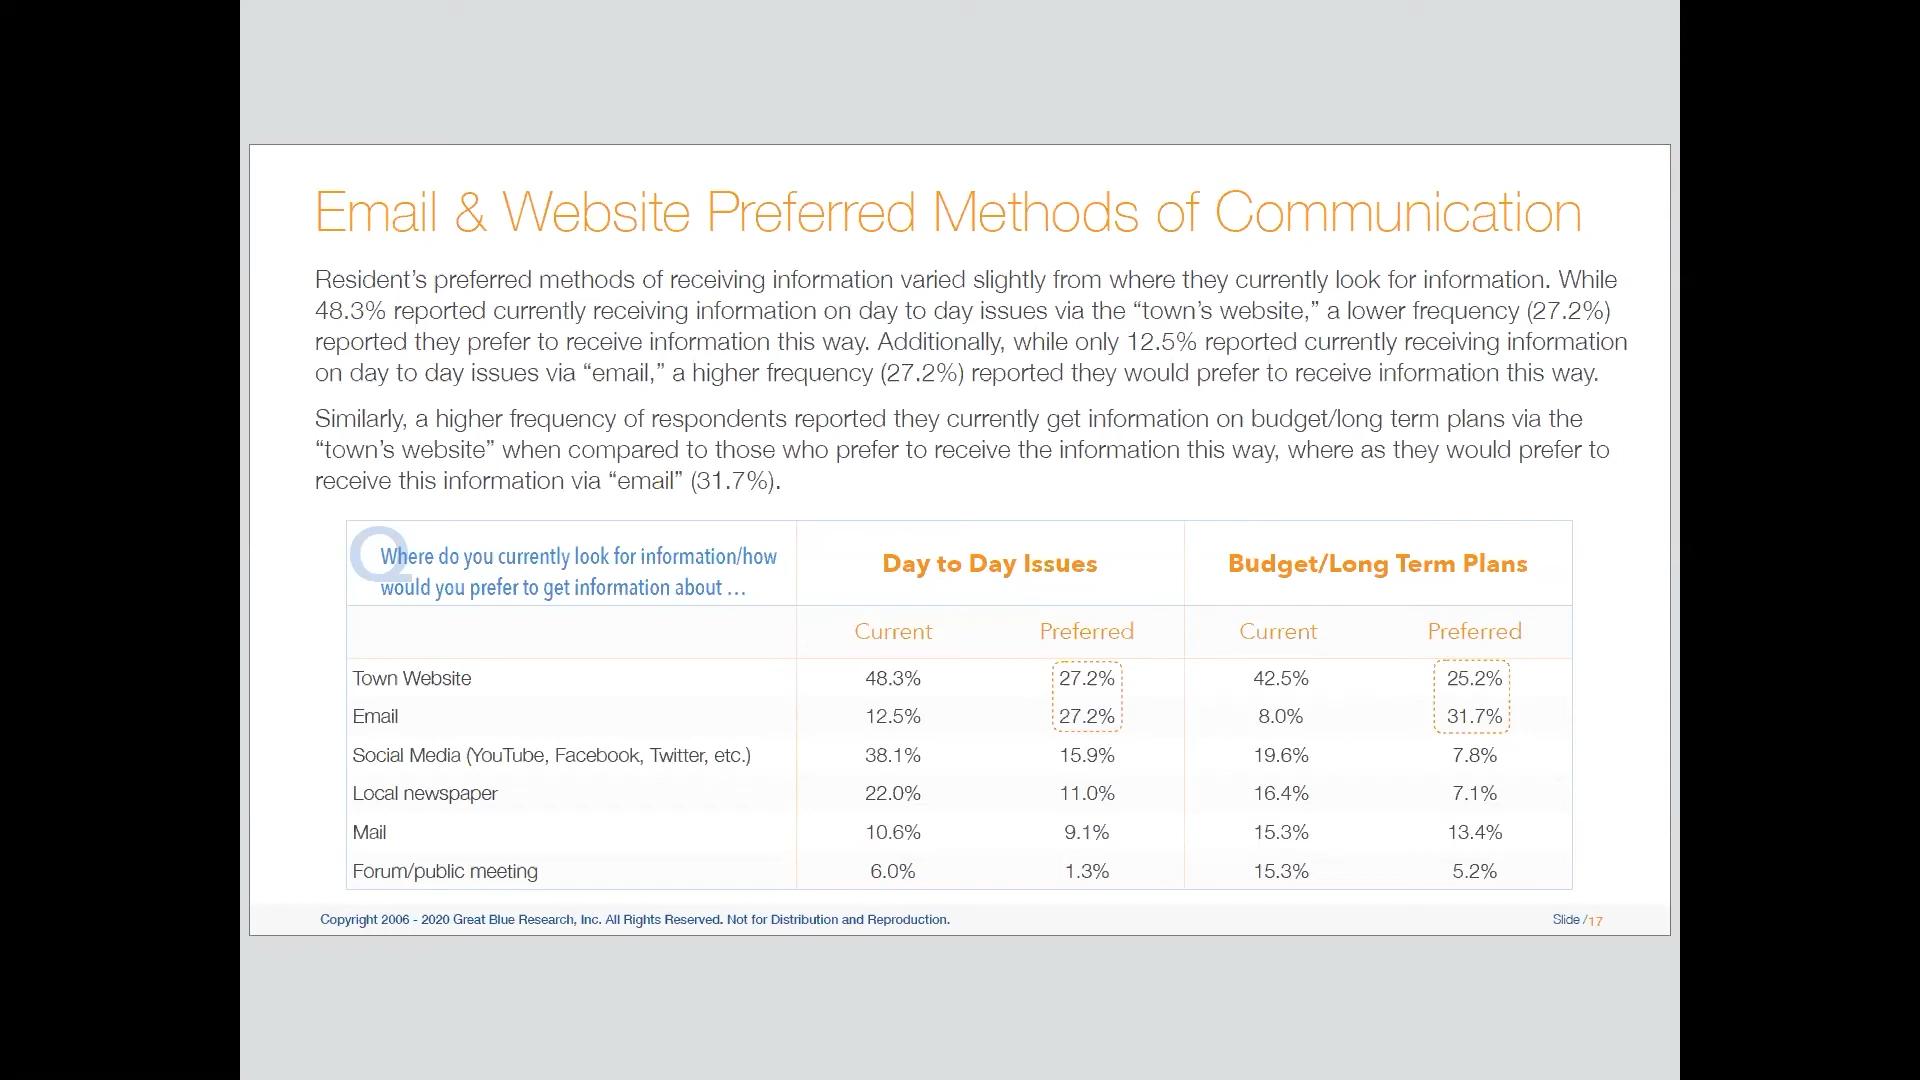 Email & Website Preferred Methods of Communication
Resident’s preferred methods of receiving information varied slightly from where they currently look for information. While
48.3% reported currently receiving information on day to day issues via the “town’s website,” a lower frequency (27.2%)
reported they prefer to receive information this way. Additionally, while only 12.5% reported currently receiving information
on day to day issues via “email,” a higher frequency (27.2%) reported they would prefer to receive information this way.
Similarly, a higher frequency of respondents reported they currently get information on budget/long term plans via the
“town’s website” when compared to those who prefer to receive the information this way, where as they would prefer to
receive this information via “email” (31.7%).
Q Where do you currently look for information/how
would you prefer to get information about …
Day to Day Issues Budget/Long Term Plans
Current Preferred Current Preferred
Town Website 48.3% 27.2% 42.5% 25.2%
Email 12.5% 27.2% 8.0% 31.7%
Social Media (YouTube, Facebook, Twitter, etc.) 38.1% 15.9% 19.6% 7.8%
Local newspaper 22.0% 11.0% 16.4% 7.1%
Mail 10.6% 9.1% 15.3% 13.4%
Forum/public meeting 6.0% 1.3% 15.3% 5.2%
Copyright 2006 - 2020 Great Blue Research, Inc. All Rights Reserved. Not for Distribution and Reproduction. Slide /17